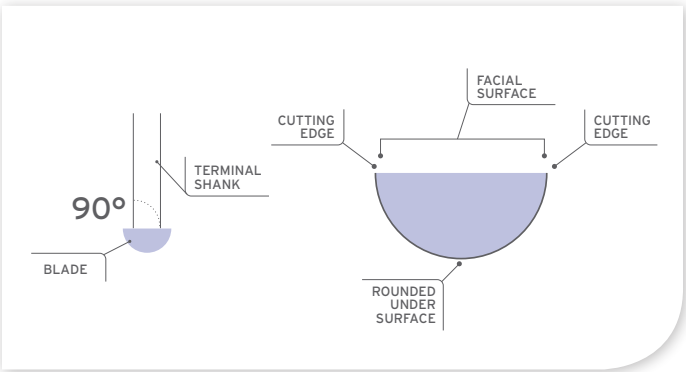 FACIAL
SURFACE
CUTTING
EDGE
CUTTING
EDGE
TERMINAL
SHANK
90°
BLADE
ROUNDED
UNDER
SURFACE